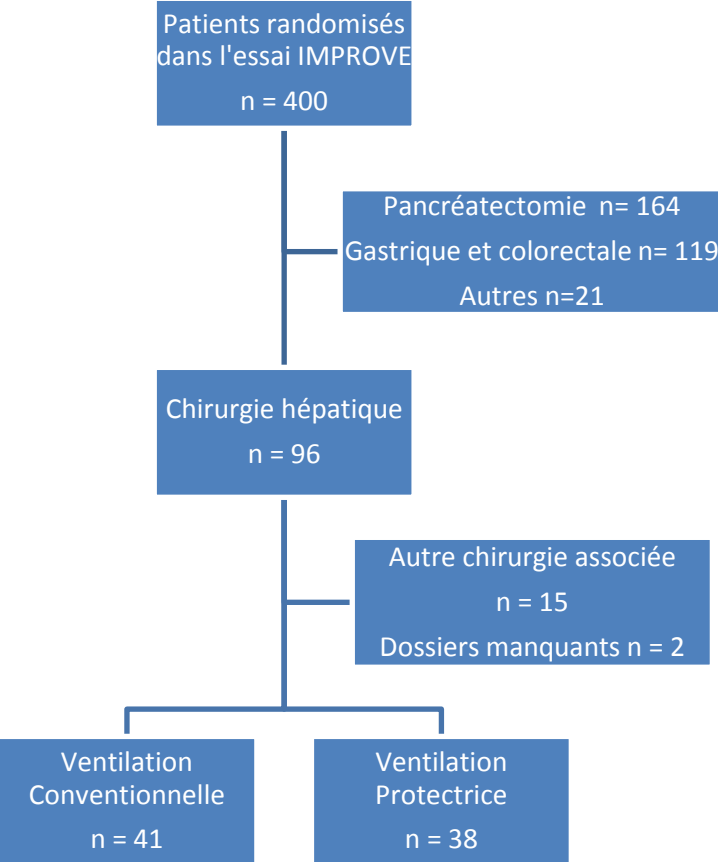 Patients randomisés
dans l'essai IMPROVE
n = 400
Pancréatectomie n= 164
Gastrique et colorectale n= 119
Autres n=21
Chirurgie hépatique
n = 96
Autre chirurgie associée
n = 15
Dossiers manquants n = 2
Ventilation
Conventionnelle
n = 41
Ventilation
Protectrice
n = 38